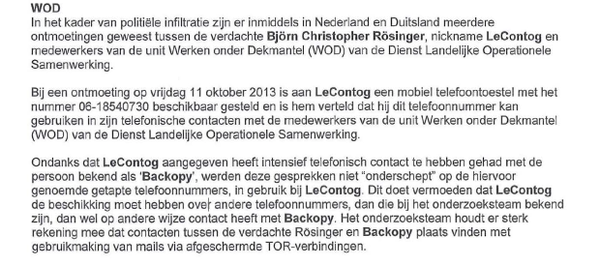 WOD
In het kader van politiële infiltratie zijn er inmiddels in Nederland en Duitsland meerdere
ontmoetingen geweest tussen de verdachte Björn Christopher Rösinger, nickname LeContog en
medewerkers van de unit Werken onder Dekmantel (WOD) van de Dienst Landelijke Operationele
Samenwerking.
Bij een ontmoeting op vrijdag 11 oktober 2013 is aan LeContog een mobiel telefoontoestel met het
nummer 06-18540730 beschikbaar gesteld en is hem verteld dat hij dit telefoonnummer kan
gebruiken in zijn telefonische contacten met de medewerkers van de unit Werken onder Dekmantel
(WOD) van de Dienst Landelijke Operationele Samenwerking.
Ondanks dat LeContog aangegeven heeft intensief telefonisch contact te hebben gehad met de
persoon bekend als 'Backopy', werden deze gesprekken niet "onderschept" op de hiervoor
genoemde getapte telefoonnummers, in gebruik bij LeContog. Dit doet vermoeden dat LeContog
de beschikking moet hebben over andere telefoonnummers, dan die bij het onderzoeksteam bekend
zijn, dan wel op andere wijze contact heeft met Backopy. Het onderzoeksteam houdt er sterk
rekening mee dat contacten tussen de verdachte Rösinger en Backopy plaats vinden met
gebruikmaking van mails via afgeschermde TOR-verbindingen.